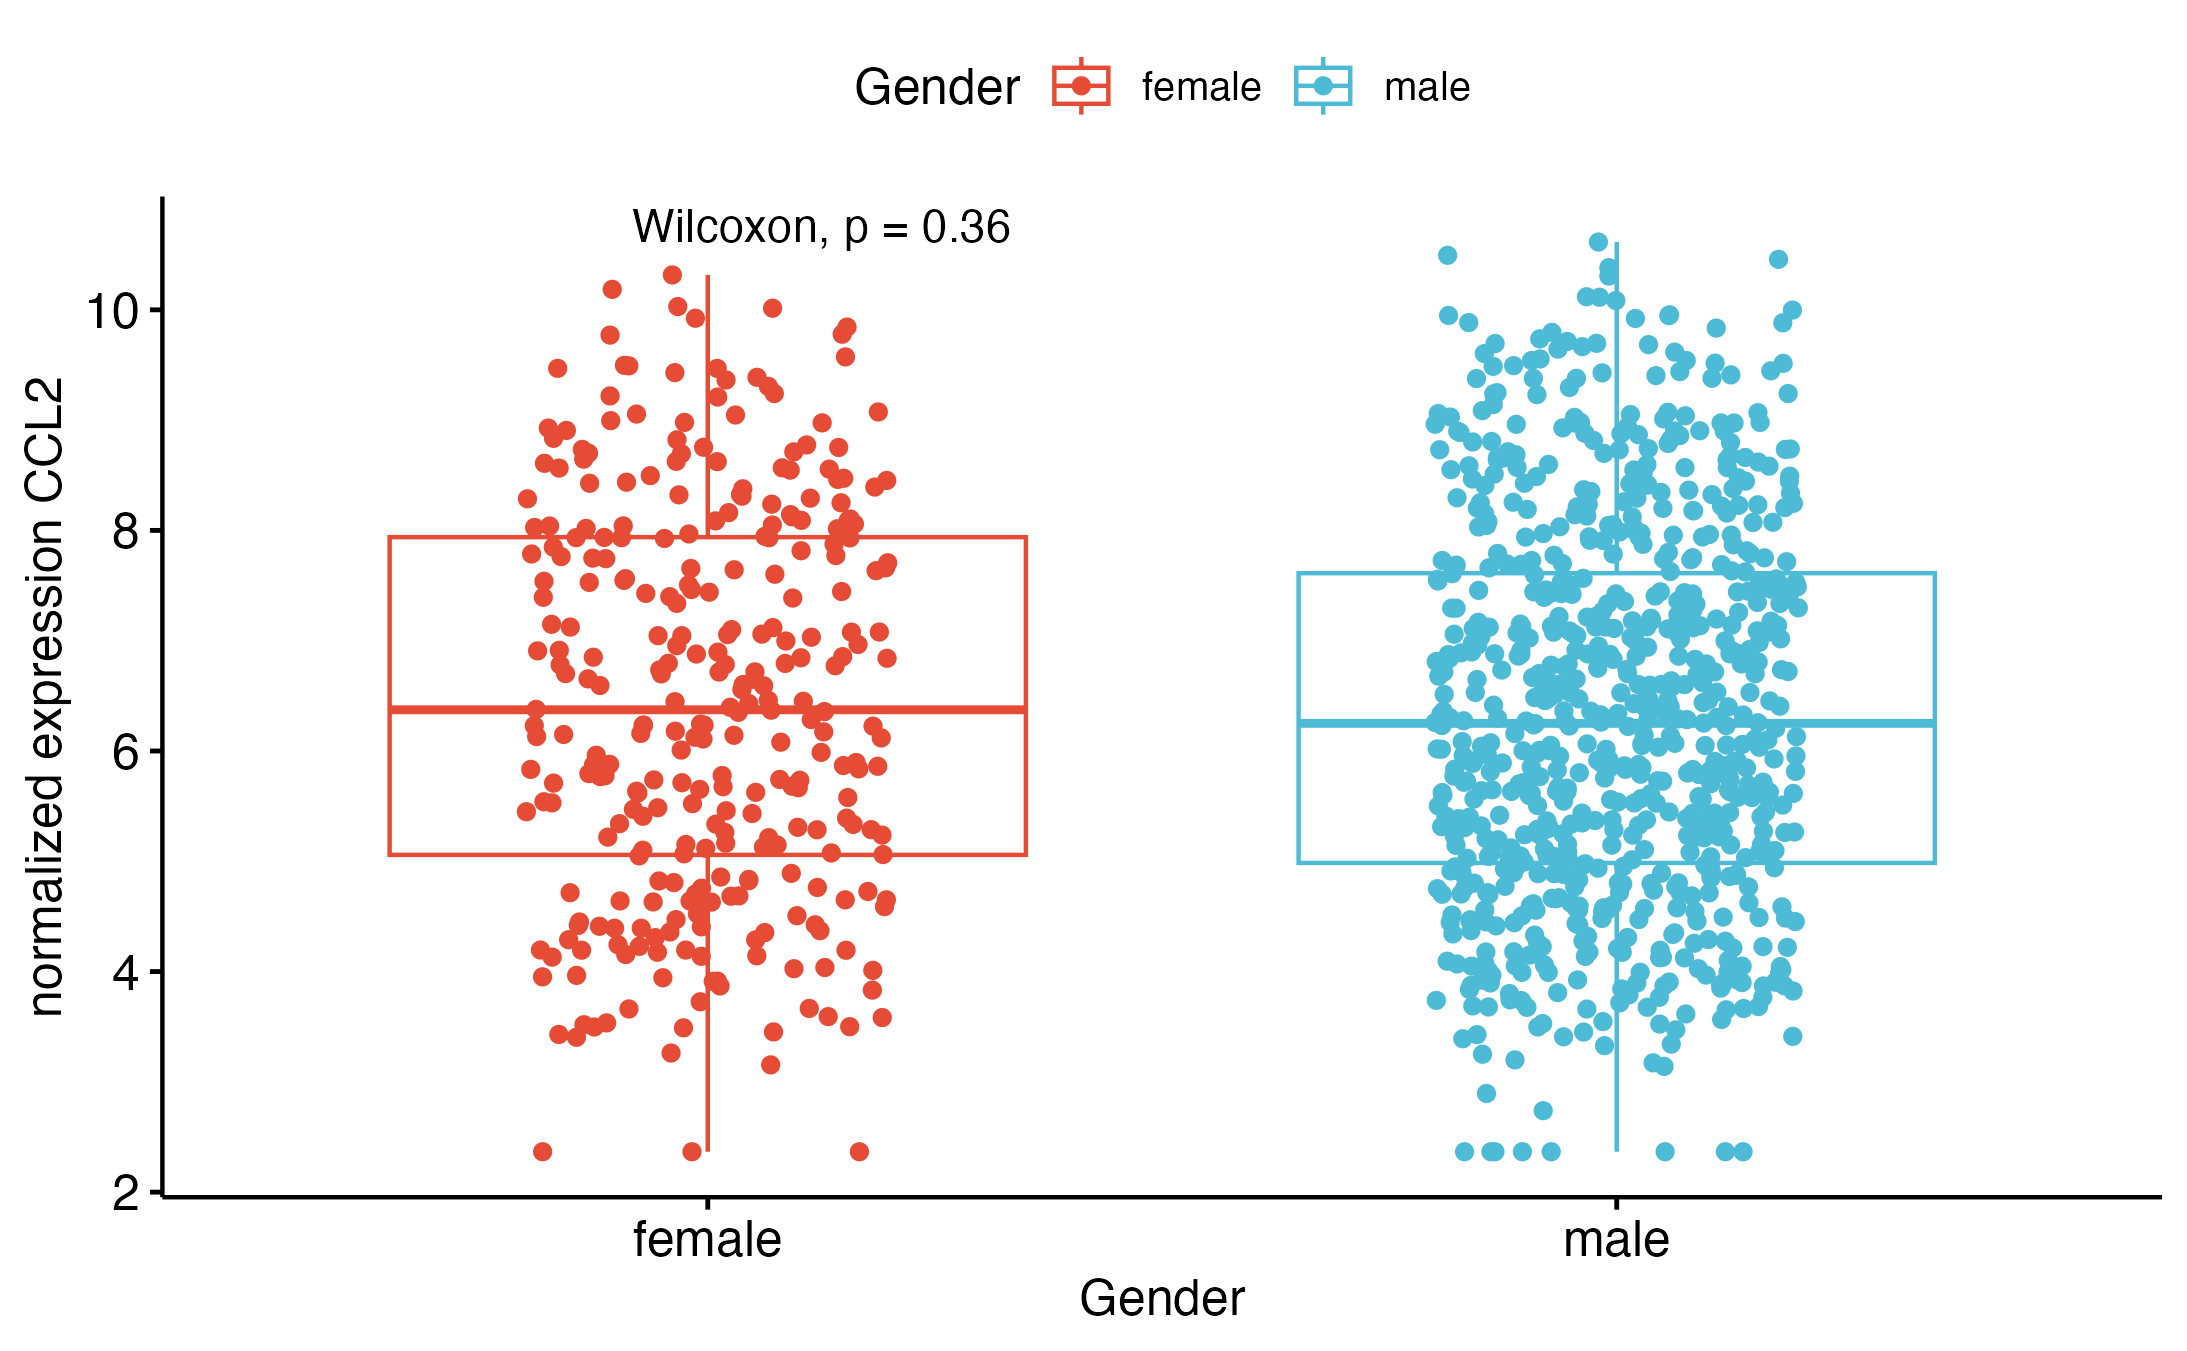 Gender female male
Wilcoxon, p = 0.36
normalized expression CCL2
10
8
6
4
2
female male
Gender